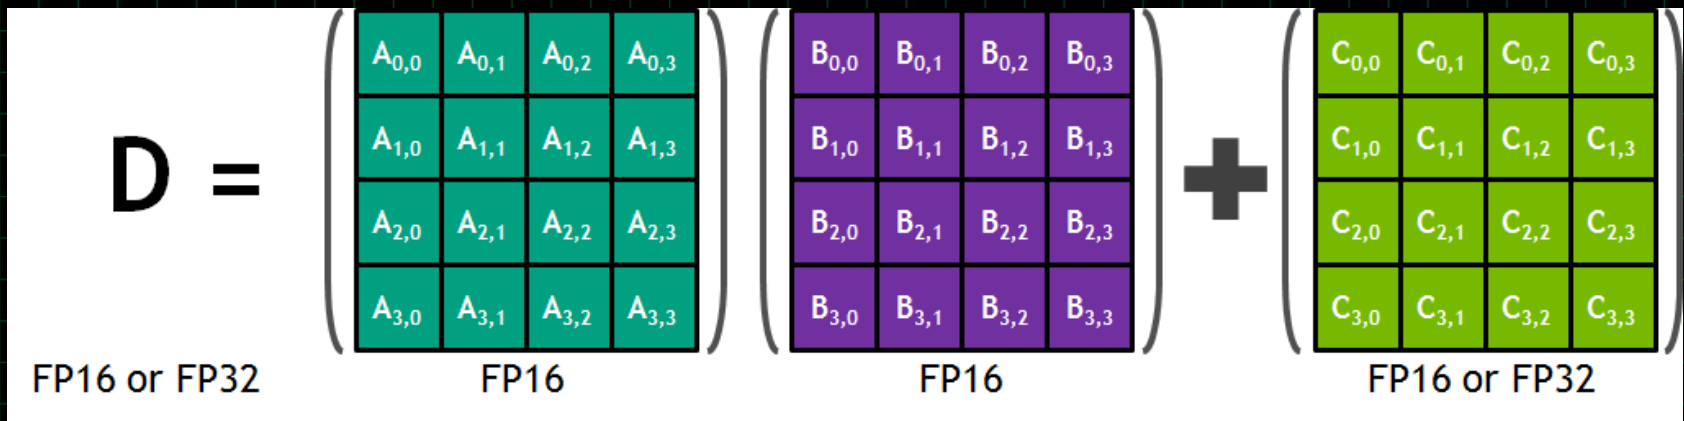 A0,0 A0,1 A0,2 A0,3 B0,0 B0,1 B0,2 B0,3 C0,0 C0,1 C0,2 C0,3
A1,0 A1,1 A1,2 A1,3 B1,0 B1,1 B1,2 B1,3 C1,0 C1,1 C1,2 C1,3
D =
+
A2,0 A2,1 A2,2 A2,3 B2,0 B2,1 B2,2 B2,3 C2,0 C2,1 C2,2 C2,3
A3,0 A3,1 A3,2 A3,3 B3,0 B3,1 B3,2 B3,3 C3,0 C3,1 C3,2 C3,3
FP16 or FP32 FP16 FP16 FP16 or FP32